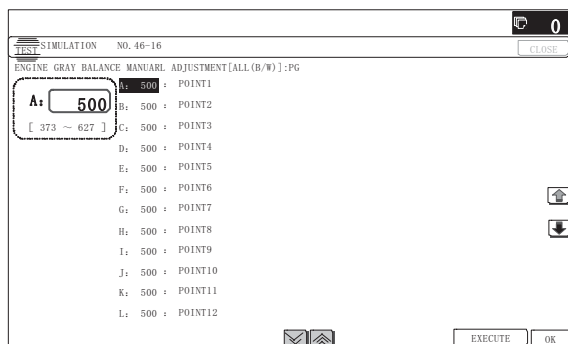 0
TEST SIMULATION NO.46-16
CLOSE
ENGINE GRAY BALANCE MANUARL ADJUSTMENT[ALL(B/W)]:PG
A: 500
[ 373 ~ 627 ]
A: 500 : POINT1
B: 500 : POINT2
C: 500 : POINT3
D: 500 : POINT4
E: 500 : POINT5
F: 500 : POINT6
G: 500 : POINT7
H: 500 : POINT8
I: 500 : POINT9
J: 500 : POINT10
K: 500 : POINT11
L: 500 : POINT12
EXECUTE
OK